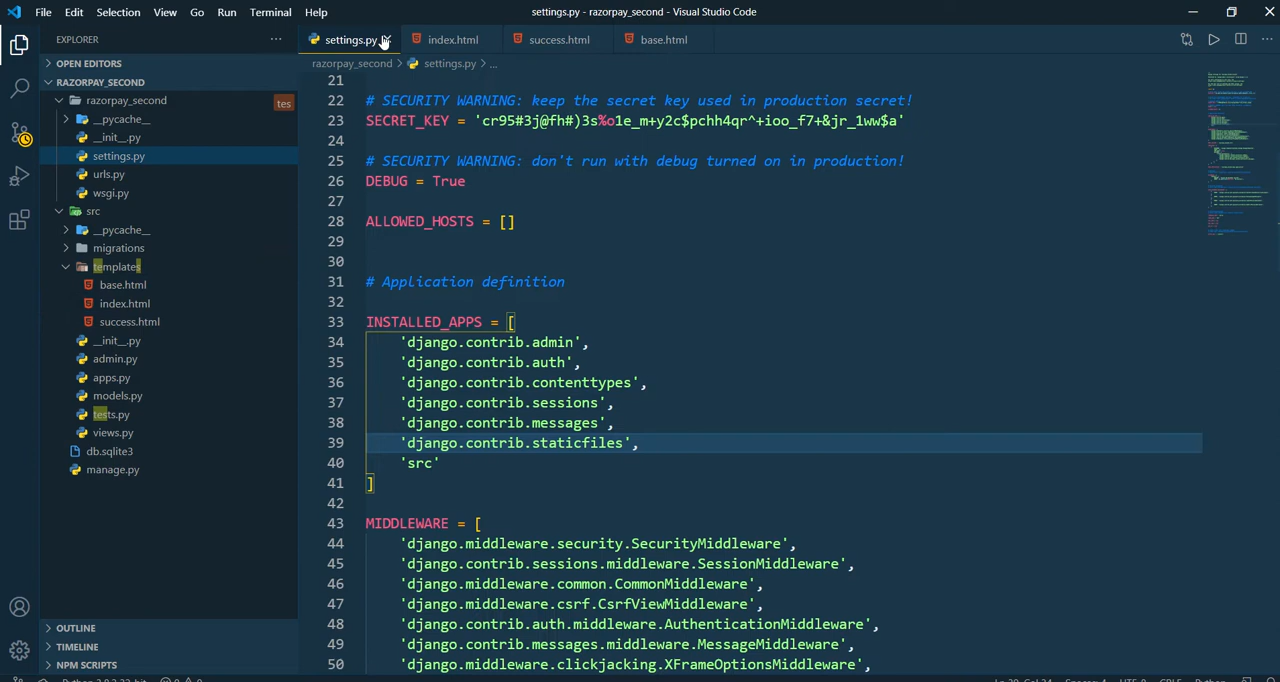 File Edit Selection View Go Run Terminal Help
settings.py - razorpay_second - Visual Studio Code
EXPLORER
settings.py index.html success.html base.html
OPEN EDITORS
razorpay_second > settings.py > ...
RAZORPAY_SECOND
razorpay_second
tes
__pycache__
__init__.py
settings.py
urls.py
wsgi.py
src
__pycache__
migrations
templates
base.html
index.html
success.html
__init__.py
admin.py
apps.py
models.py
tests.py
views.py
db.sqlite3
manage.py
OUTLINE
TIMELINE
NPM SCRIPTS
21
22 # SECURITY WARNING: keep the secret key used in production secret!
23 SECRET_KEY = 'cr95#3j@fh#)3s%o1e_m+y2c$pchh4qr^+ioo_f7+&jr_1ww$a'
24
25 # SECURITY WARNING: don't run with debug turned on in production!
26 DEBUG = True
27
28 ALLOWED_HOSTS = []
29
30
31 # Application definition
32
33 INSTALLED_APPS = [
34 'django.contrib.admin',
35 'django.contrib.auth',
36 'django.contrib.contenttypes',
37 'django.contrib.sessions',
38 'django.contrib.messages',
39 'django.contrib.staticfiles',
40 'src'
41 ]
42
43 MIDDLEWARE = [
44 'django.middleware.security.SecurityMiddleware',
45 'django.contrib.sessions.middleware.SessionMiddleware',
46 'django.middleware.common.CommonMiddleware',
47 'django.middleware.csrf.CsrfViewMiddleware',
48 'django.contrib.auth.middleware.AuthenticationMiddleware',
49 'django.contrib.messages.middleware.MessageMiddleware',
50 'django.middleware.clickjacking.XFrameOptionsMiddleware',